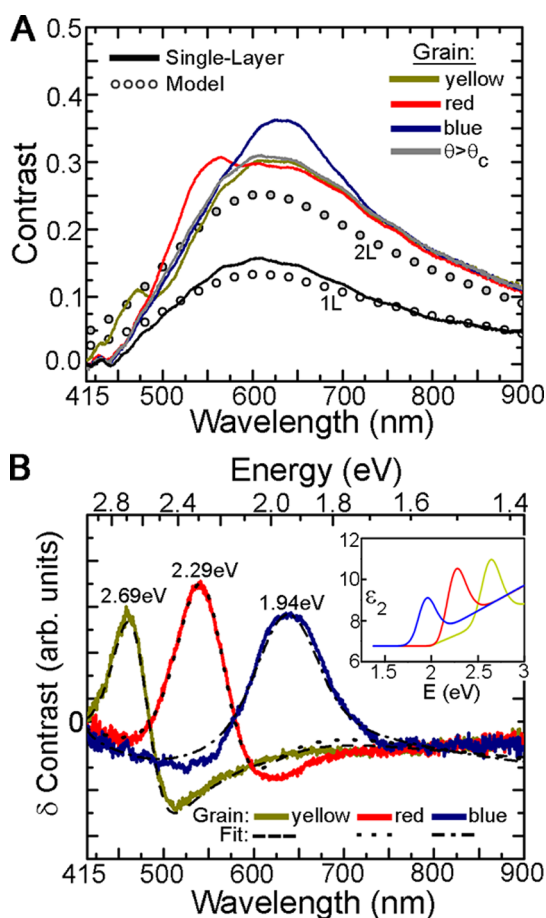 A
0.5
0.4
0.3
0.2
0.1
0.0
Contrast
Single-Layer
Model
Grain:
yellow
red
blue
θ>θc
2L
1L
415 500 600 700 800 900
Wavelength (nm)
B
Energy (eV)
2.8 2.4 2.0 1.8 1.6 1.4
2.69eV
2.29eV
1.94eV
12
10
8
6
ε2
2 2.5 3
E (eV)
δ Contrast (arb. units)
0
Grain: yellow red blue
Fit:
415 500 600 700 800 900
Wavelength (nm)